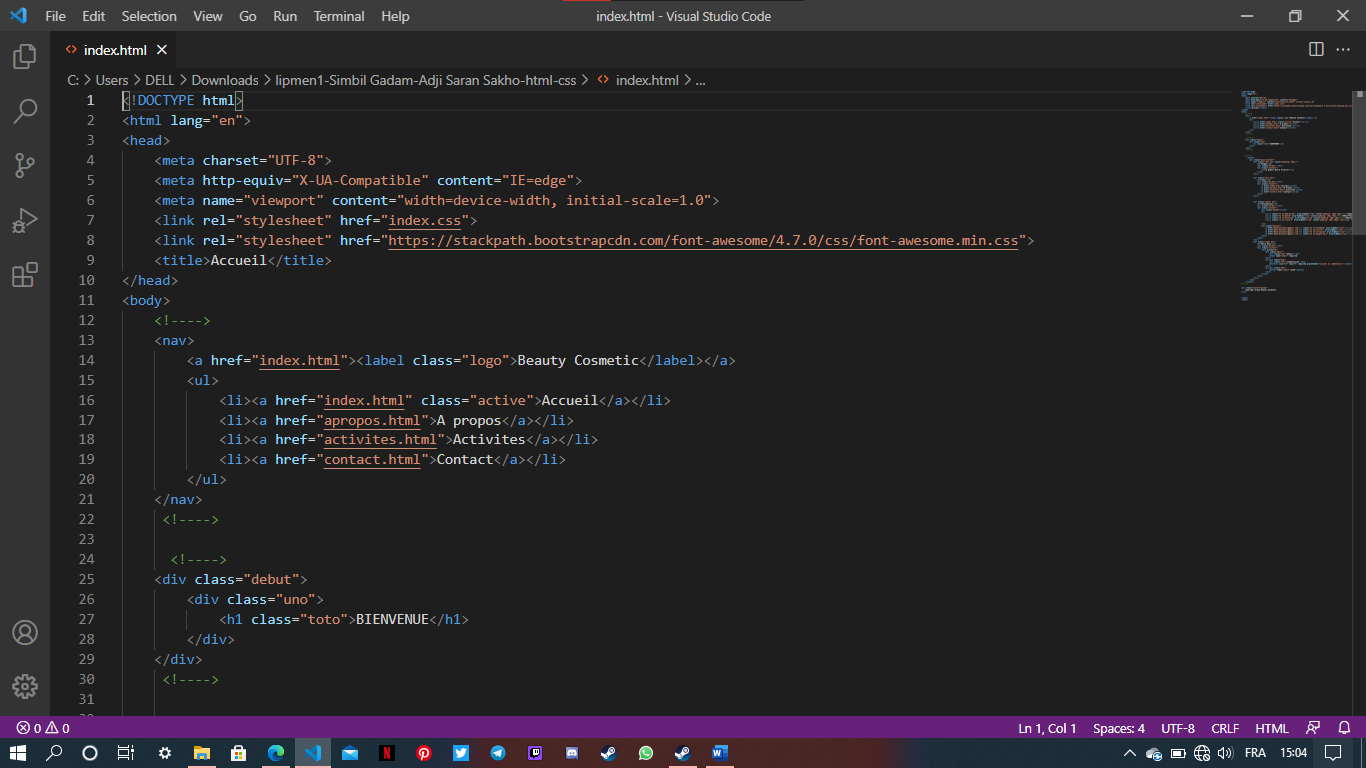 File Edit Selection View Go Run Terminal Help index.html - Visual Studio Code
index.html
C: > Users > DELL > Downloads > lipmen1-Simbil Gadam-Adji Saran Sakho-html-css > index.html > ...
1 <!DOCTYPE html>
2 <html lang="en">
3 <head>
4 <meta charset="UTF-8">
5 <meta http-equiv="X-UA-Compatible" content="IE=edge">
6 <meta name="viewport" content="width=device-width, initial-scale=1.0">
7 <link rel="stylesheet" href="index.css">
8 <link rel="stylesheet" href="https://stackpath.bootstrapcdn.com/font-awesome/4.7.0/css/font-awesome.min.css">
9 <title>Accueil</title>
10 </head>
11 <body>
12 <!---->
13 <nav>
14 <a href="index.html"><label class="logo">Beauty Cosmetic</label></a>
15 <ul>
16 <li><a href="index.html" class="active">Accueil</a></li>
17 <li><a href="apropos.html">A propos</a></li>
18 <li><a href="activites.html">Activites</a></li>
19 <li><a href="contact.html">Contact</a></li>
20 </ul>
21 </nav>
22 <!---->
23
24 <!---->
25 <div class="debut">
26 <div class="uno">
27 <h1 class="toto">BIENVENUE</h1>
28 </div>
29 </div>
30 <!---->
31
0 0 Ln 1, Col 1 Spaces: 4 UTF-8 CRLF HTML
FRA 15:04